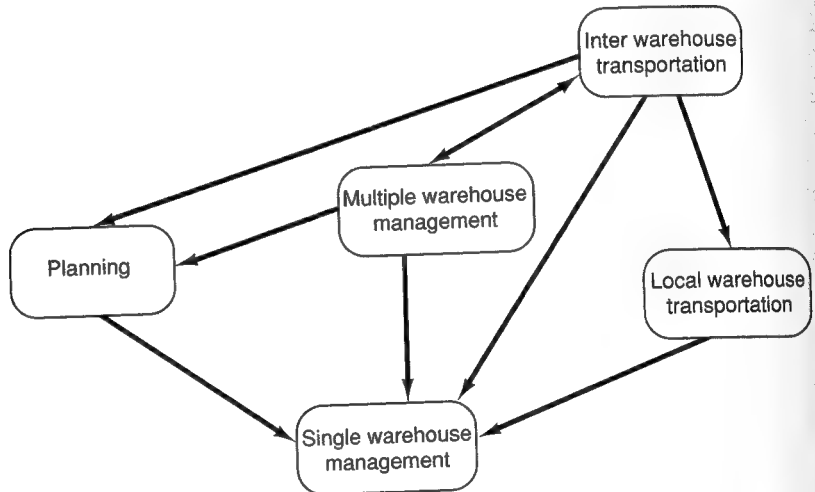 Inter warehouse
transportation
Multiple warehouse
management
Planning
Local warehouse
transportation
Single warehouse
management